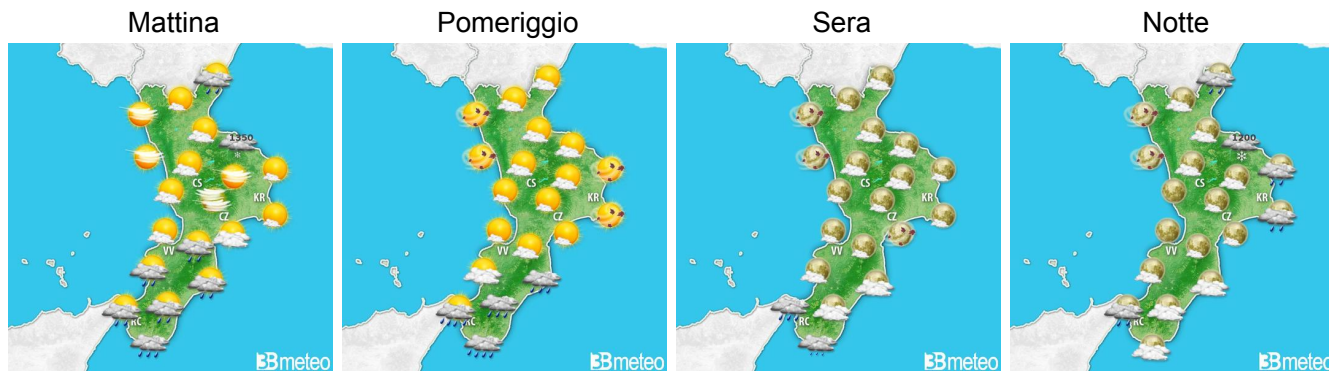 Mattina
1350
CS
KR
CZ
VV
RC
3Bmeteo
Pomeriggio
CS
KR
CZ
VV
RC
3Bmeteo
Sera
CS
KR
CZ
VV
RC
3Bmeteo
Notte
1200
CS
KR
CZ
VV
RC
3Bmeteo